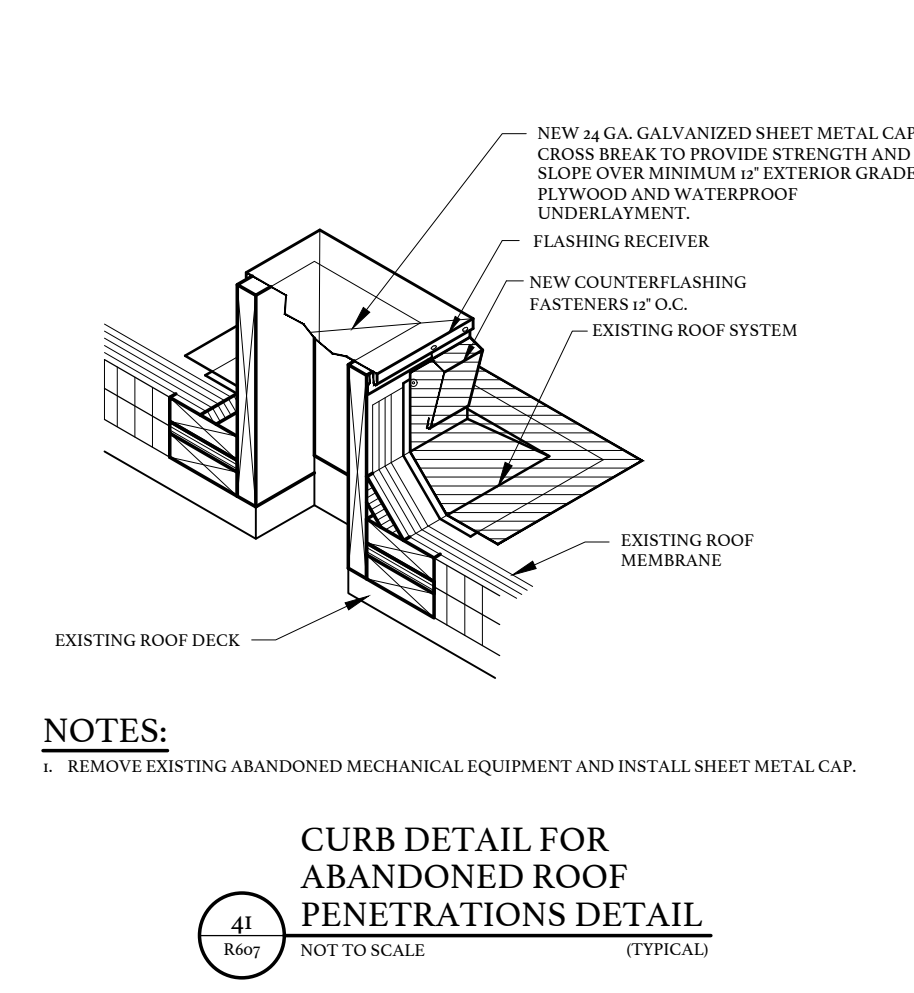 NEW 24 GA. GALVANIZED SHEET METAL CAP
CROSS BREAK TO PROVIDE STRENGTH AND
SLOPE OVER MINIMUM 12" EXTERIOR GRADE
PLYWOOD AND WATERPROOF
UNDERLAYMENT.
FLASHING RECEIVER
NEW COUNTERFLASHING
FASTENERS 12" O.C.
EXISTING ROOF SYSTEM
EXISTING ROOF
MEMBRANE
EXISTING ROOF DECK
NOTES:
1. REMOVE EXISTING ABANDONED MECHANICAL EQUIPMENT AND INSTALL SHEET METAL CAP.
CURB DETAIL FOR
ABANDONED ROOF
PENETRATIONS DETAIL
41
R607
NOT TO SCALE
(TYPICAL)